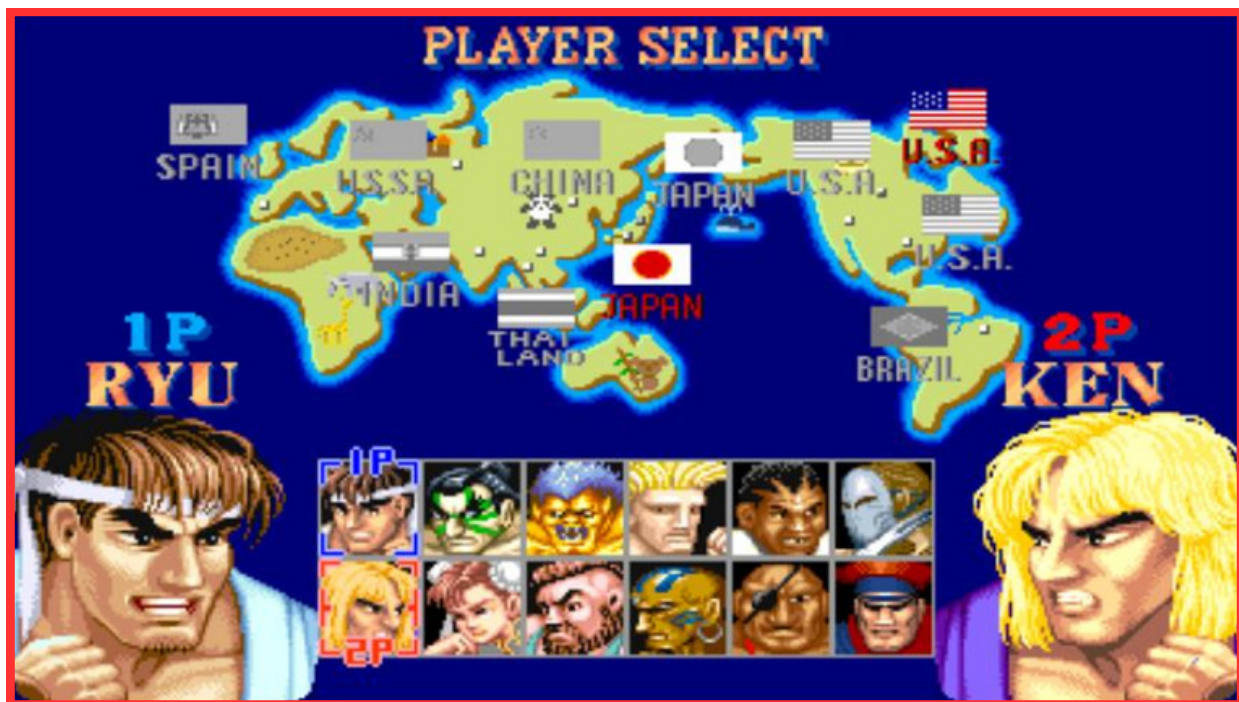 PLAYER SELECT
U.S.A.
SPAIN
U.S.S.R.
CHINA
JAPAN
U.S.A.
U.S.A.
INDIA
JAPAN
THAI
LAND
BRAZIL
1P
RYU
2P
KEN
1P
2P